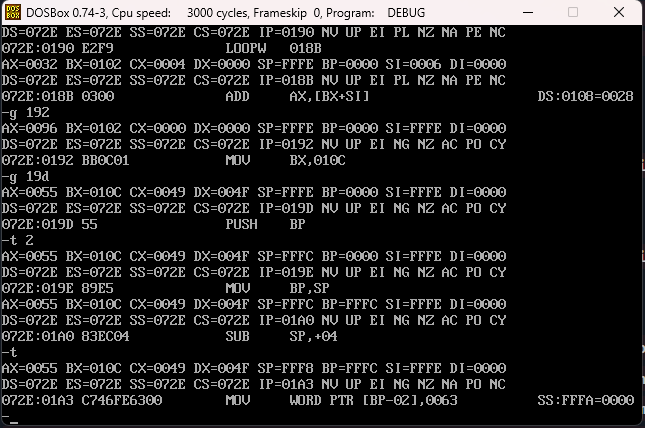 DOSBox 0.74-3, Cpu speed: 3000 cycles, Frameskip 0, Program: DEBUG
DS=072E ES=072E SS=072E CS=072E IP=0190 NV UP EI PL NZ NA PE NC
072E:0190 E2F9 LOOPW 018B
AX=0032 BX=0102 CX=0004 DX=0000 SP=FFFE BP=0000 SI=0006 DI=0000
DS=072E ES=072E SS=072E CS=072E IP=018B NV UP EI PL NZ NA PE NC
072E:018B 0300 ADD AX,[BX+SI] DS:0108=0028
-g 192
AX=0096 BX=0102 CX=0000 DX=0000 SP=FFFE BP=0000 SI=FFFE DI=0000
DS=072E ES=072E SS=072E CS=072E IP=0192 NV UP EI NG NZ AC PO CY
072E:0192 BB0C01 MOV BX,010C
-g 19d
AX=0055 BX=010C CX=0049 DX=004F SP=FFFE BP=0000 SI=FFFE DI=0000
DS=072E ES=072E SS=072E CS=072E IP=019D NV UP EI NG NZ AC PO CY
072E:019D 55 PUSH BP
-t 2
AX=0055 BX=010C CX=0049 DX=004F SP=FFFC BP=0000 SI=FFFE DI=0000
DS=072E ES=072E SS=072E CS=072E IP=019E NV UP EI NG NZ AC PO CY
072E:019E 89E5 MOV BP,SP
AX=0055 BX=010C CX=0049 DX=004F SP=FFFC BP=FFFC SI=FFFE DI=0000
DS=072E ES=072E SS=072E CS=072E IP=01A0 NV UP EI NG NZ AC PO CY
072E:01A0 83EC04 SUB SP,+04
-t
AX=0055 BX=010C CX=0049 DX=004F SP=FFF8 BP=FFFC SI=FFFE DI=0000
DS=072E ES=072E SS=072E CS=072E IP=01A3 NV UP EI NG NZ NA PO NC
072E:01A3 C746FE6300 MOV WORD PTR [BP-02],0063 SS:FFFA=0000
-_